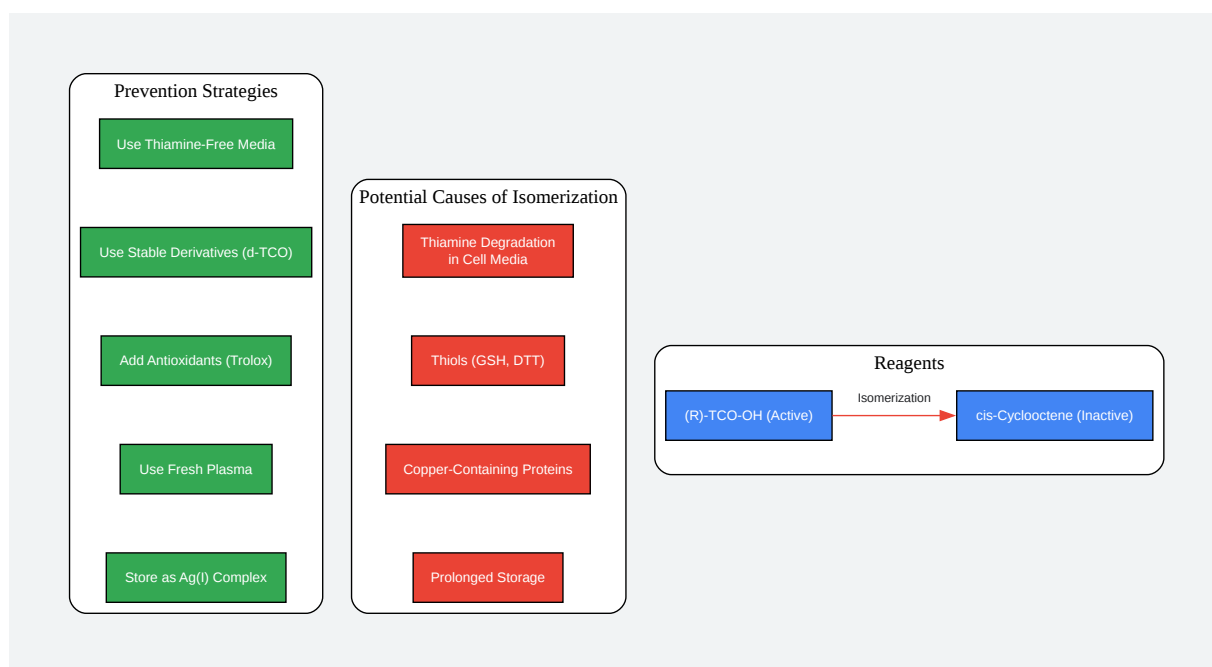 Prevention Strategies
Use Thiamine-Free Media
Use Stable Derivatives (d-TCO)
Add Antioxidants (Trolox)
Use Fresh Plasma
Store as Ag(I) Complex
Potential Causes of Isomerization
Thiamine Degradation
in Cell Media
Thiols (GSH, DTT)
Copper-Containing Proteins
Prolonged Storage
Reagents
(R)-TCO-OH (Active)
Isomerization
cis-Cyclooctene (Inactive)